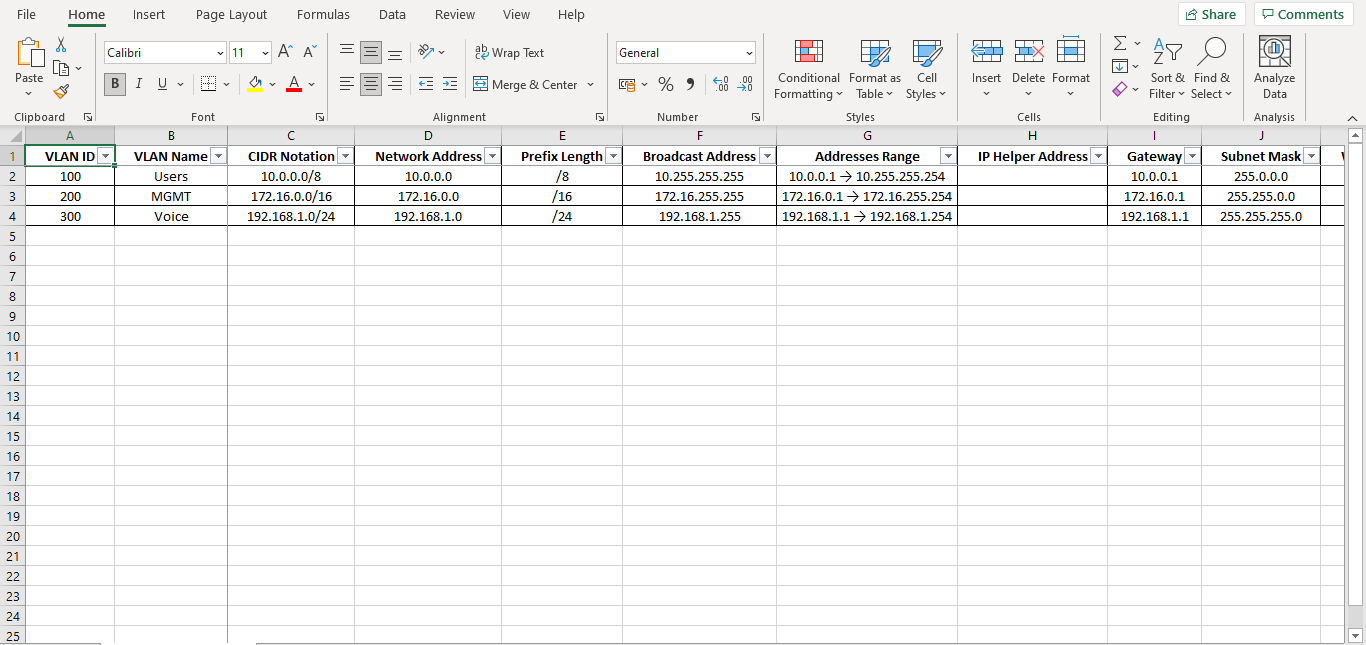 File Home Insert Page Layout Formulas Data Review View Help Share Comments
Calibri 11 ab Wrap Text General
Paste B I U A Merge & Center % Conditional Formatting Format as Table Cell Styles Insert Delete Format Sort & Filter Find & Select Analyze Data
Clipboard Font Alignment Number Styles Cells Editing Analysis
A B C D E F G H I J
1 VLAN ID VLAN Name CIDR Notation Network Address Prefix Length Broadcast Address Addresses Range IP Helper Address Gateway Subnet Mask
2 100 Users 10.0.0.0/8 10.0.0.0 /8 10.255.255.255 10.0.0.1 → 10.255.255.254 10.0.0.1 255.0.0.0
3 200 MGMT 172.16.0.0/16 172.16.0.0 /16 172.16.255.255 172.16.0.1 → 172.16.255.254 172.16.0.1 255.255.0.0
4 300 Voice 192.168.1.0/24 192.168.1.0 /24 192.168.1.255 192.168.1.1 → 192.168.1.254 192.168.1.1 255.255.255.0
5
6
7
8
9
10
11
12
13
14
15
16
17
18
19
20
21
22
23
24
25